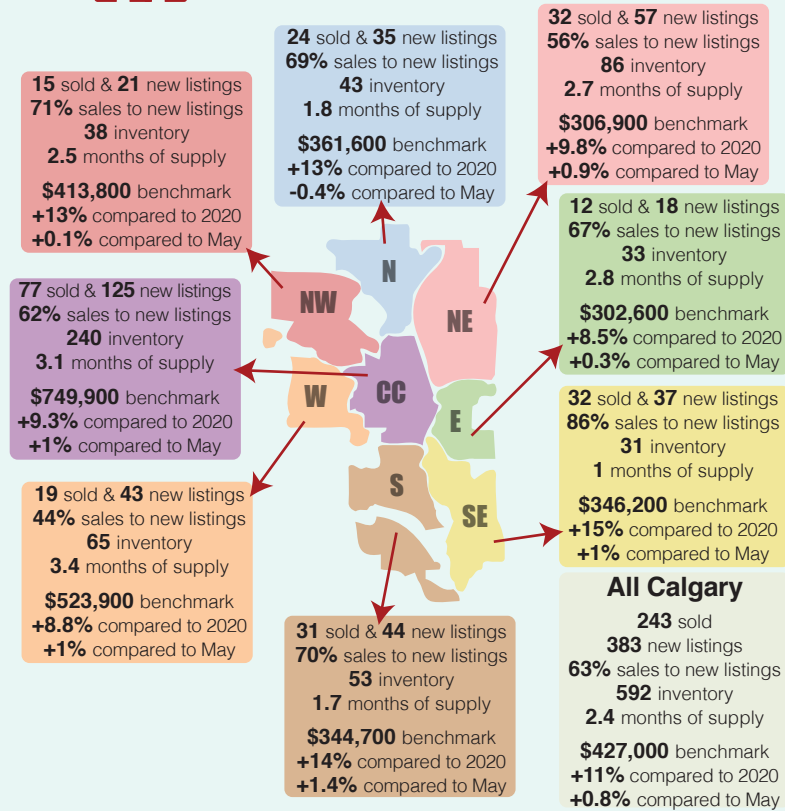 24 sold & 35 new listings
69% sales to new listings
43 inventory
1.8 months of supply
$361,600 benchmark
+13% compared to 2020
-0.4% compared to May
32 sold & 57 new listings
56% sales to new listings
86 inventory
2.7 months of supply
$306,900 benchmark
+9.8% compared to 2020
+0.9% compared to May
15 sold & 21 new listings
71% sales to new listings
38 inventory
2.5 months of supply
$413,800 benchmark
+13% compared to 2020
+0.1% compared to May
12 sold & 18 new listings
67% sales to new listings
33 inventory
2.8 months of supply
$302,600 benchmark
+8.5% compared to 2020
+0.3% compared to May
N
NW
NE
W
CC
E
S
SE
77 sold & 125 new listings
62% sales to new listings
240 inventory
3.1 months of supply
$749,900 benchmark
+9.3% compared to 2020
+1% compared to May
32 sold & 37 new listings
86% sales to new listings
31 inventory
1 months of supply
$346,200 benchmark
+15% compared to 2020
+1% compared to May
19 sold & 43 new listings
44% sales to new listings
65 inventory
3.4 months of supply
$523,900 benchmark
+8.8% compared to 2020
+1% compared to May
31 sold & 44 new listings
70% sales to new listings
53 inventory
1.7 months of supply
$344,700 benchmark
+14% compared to 2020
+1.4% compared to May
All Calgary
243 sold
383 new listings
63% sales to new listings
592 inventory
2.4 months of supply
$427,000 benchmark
+11% compared to 2020
+0.8% compared to May